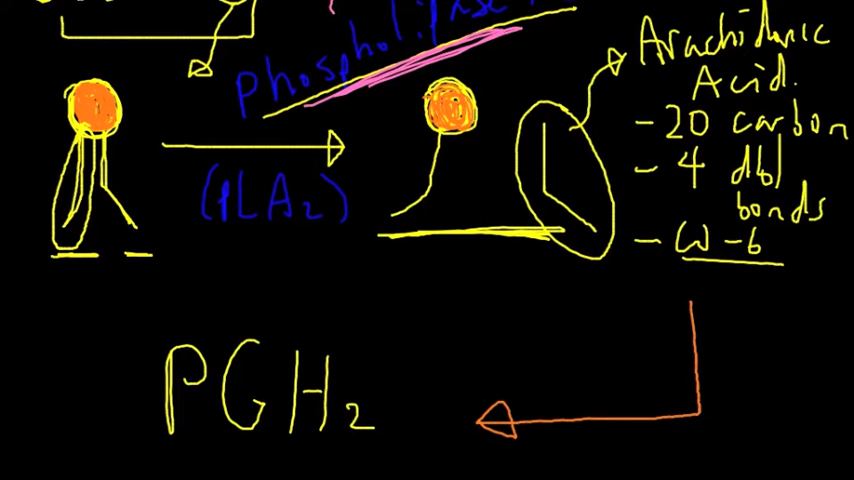 Phospholipase
Arachidonic
Acid.
- 20 carbon
- 4 dbl
bonds
- ω-6
(PLA2)
PGH2